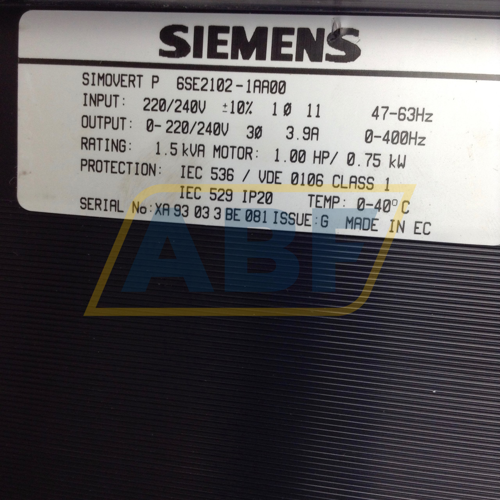 SIEMENS
SIMOVERT P 6SE2102-1AA00
INPUT: 220/240V ±10% 1Ø 11 47-63Hz
OUTPUT: 0-220/240V 3Ø 3.9A 0-400Hz
RATING: 1.5 kVA MOTOR: 1.00 HP/ 0.75 kW
PROTECTION: IEC 536 / VDE 0106 CLASS 1
IEC 529 IP20 TEMP: 0-40°C
SERIAL No: XA 93 03 3 BE 081 ISSUE: G MADE IN EC
ABF